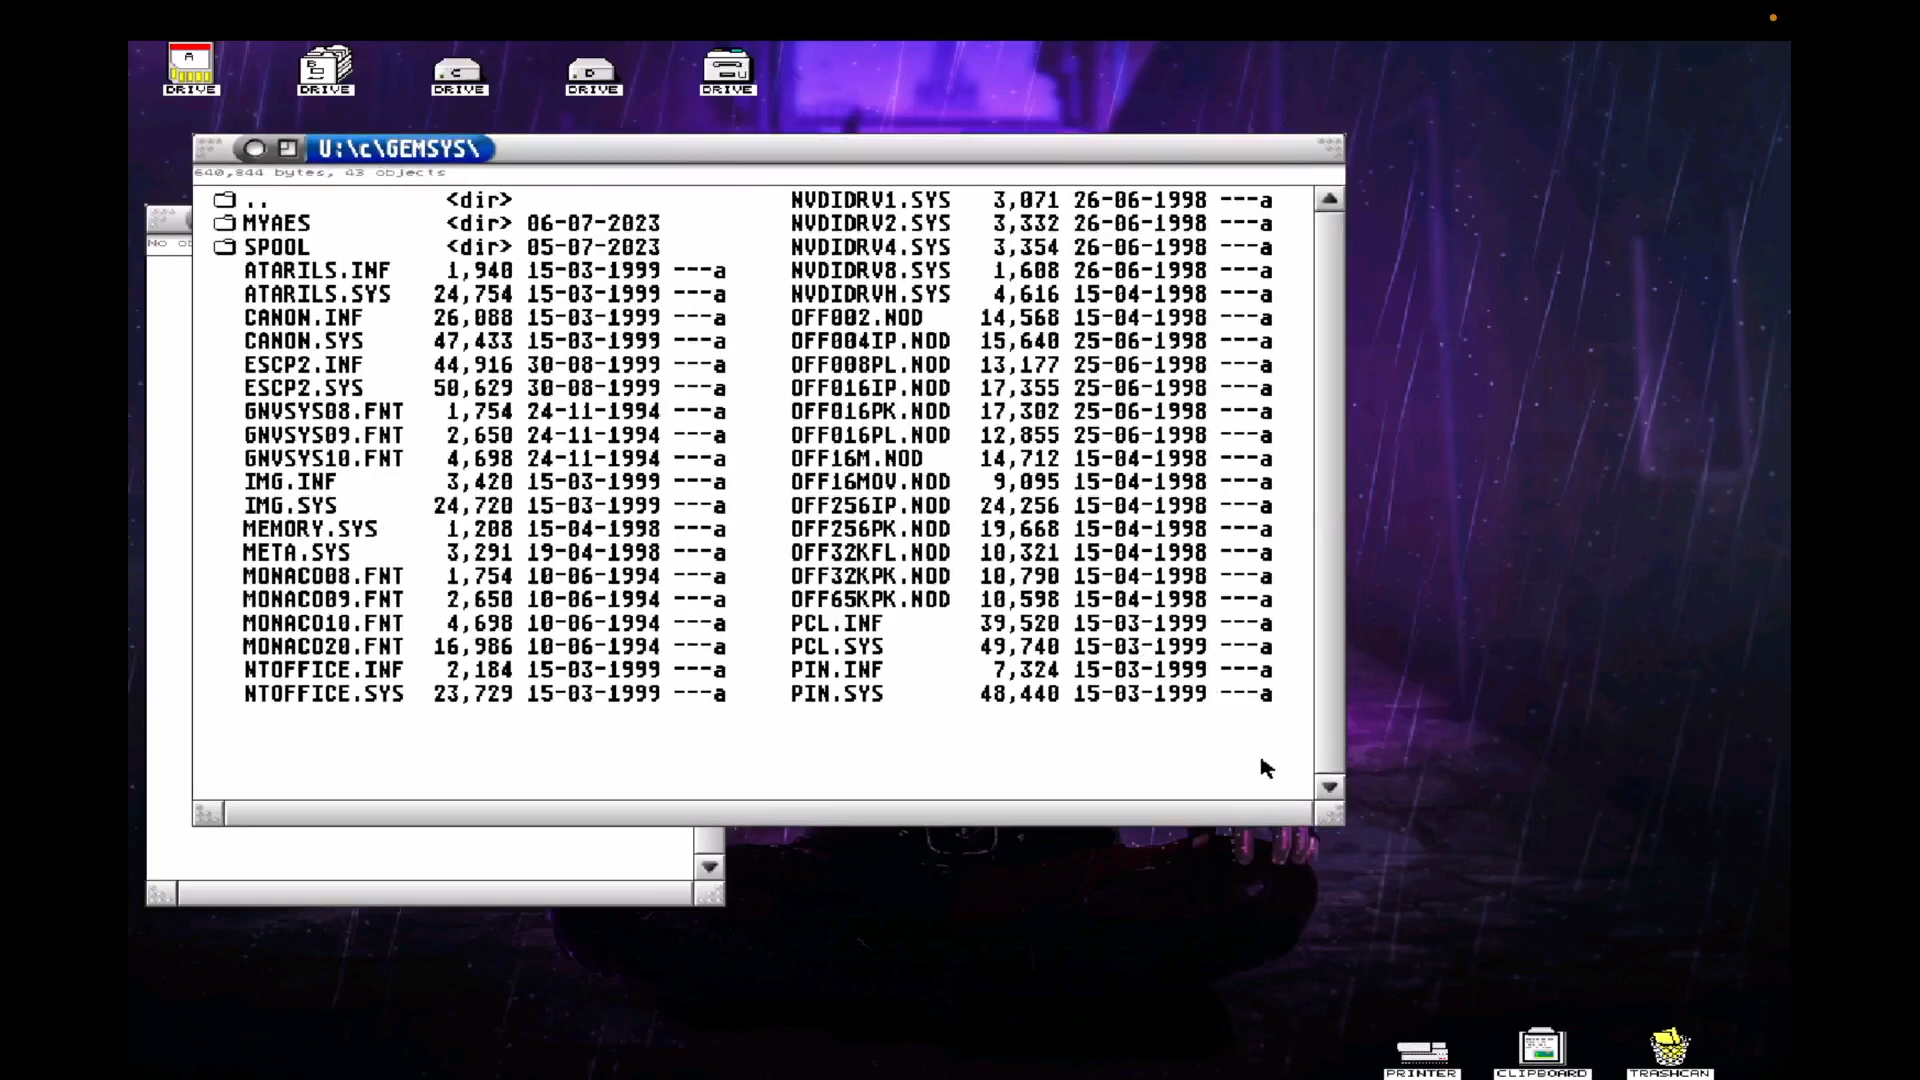 A
B
C
D
U
DRIVE
DRIVE
DRIVE
DRIVE
DRIVE
U:\c\GEMSYS\
640,844 bytes, 43 objects
.. <dir>
MYAES <dir> 06-07-2023
SPOOL <dir> 05-07-2023
ATARILS.INF 1,940 15-03-1999 ---a
ATARILS.SYS 24,754 15-03-1999 ---a
CANON.INF 26,088 15-03-1999 ---a
CANON.SYS 47,433 15-03-1999 ---a
ESCP2.INF 44,916 30-08-1999 ---a
ESCP2.SYS 50,629 30-08-1999 ---a
GNVSYS08.FNT 1,754 24-11-1994 ---a
GNVSYS09.FNT 2,650 24-11-1994 ---a
GNVSYS10.FNT 4,698 24-11-1994 ---a
IMG.INF 3,420 15-03-1999 ---a
IMG.SYS 24,720 15-03-1999 ---a
MEMORY.SYS 1,208 15-04-1998 ---a
META.SYS 3,291 19-04-1998 ---a
MONACO08.FNT 1,754 10-06-1994 ---a
MONACO09.FNT 2,650 10-06-1994 ---a
MONACO10.FNT 4,698 10-06-1994 ---a
MONACO20.FNT 16,986 10-06-1994 ---a
NTOFFICE.INF 2,184 15-03-1999 ---a
NTOFFICE.SYS 23,729 15-03-1999 ---a
NVDIDRV1.SYS 3,071 26-06-1998 ---a
NVDIDRV2.SYS 3,332 26-06-1998 ---a
NVDIDRV4.SYS 3,354 26-06-1998 ---a
NVDIDRV8.SYS 1,608 26-06-1998 ---a
NVDIDRVH.SYS 4,616 15-04-1998 ---a
OFF002.NOD 14,568 15-04-1998 ---a
OFF004IP.NOD 15,640 25-06-1998 ---a
OFF008PL.NOD 13,177 25-06-1998 ---a
OFF016IP.NOD 17,355 25-06-1998 ---a
OFF016PK.NOD 17,302 25-06-1998 ---a
OFF016PL.NOD 12,855 25-06-1998 ---a
OFF16M.NOD 14,712 15-04-1998 ---a
OFF16MOV.NOD 9,095 15-04-1998 ---a
OFF256IP.NOD 24,256 15-04-1998 ---a
OFF256PK.NOD 19,668 15-04-1998 ---a
OFF32KFL.NOD 10,321 15-04-1998 ---a
OFF32KPK.NOD 10,790 15-04-1998 ---a
OFF65KPK.NOD 10,598 15-04-1998 ---a
PCL.INF 39,520 15-03-1999 ---a
PCL.SYS 49,740 15-03-1999 ---a
PIN.INF 7,324 15-03-1999 ---a
PIN.SYS 48,440 15-03-1999 ---a
No ob
PRINTER
CLIPBOARD
TRASHCAN